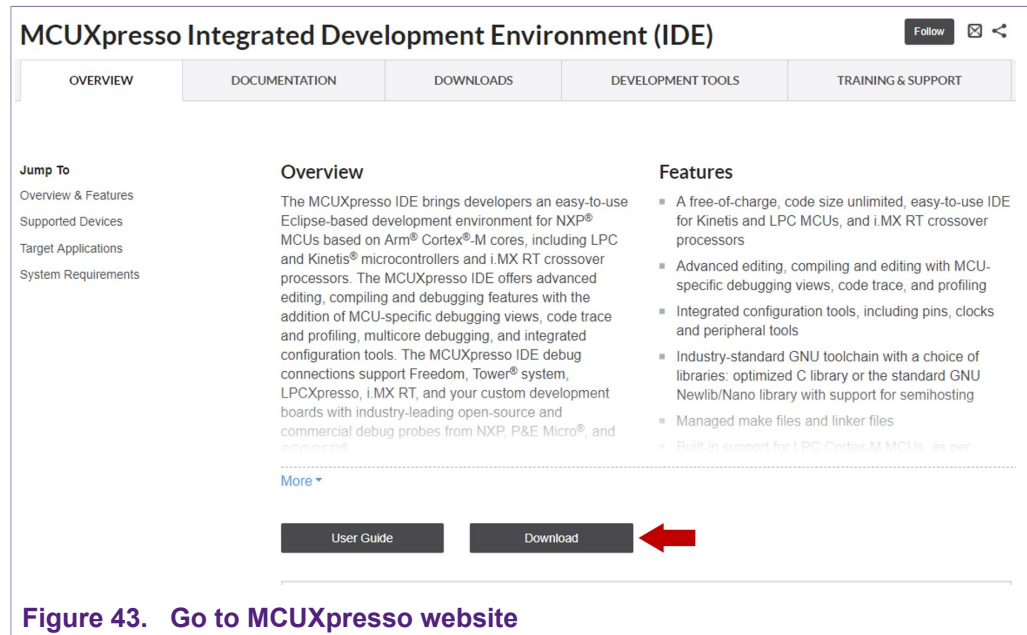 MCUXpresso Integrated Development Environment (IDE)
Follow
OVERVIEW
DOCUMENTATION
DOWNLOADS
DEVELOPMENT TOOLS
TRAINING & SUPPORT
Jump To
Overview & Features
Supported Devices
Target Applications
System Requirements
Overview
The MCUXpresso IDE brings developers an easy-to-use
Eclipse-based development environment for NXP®
MCUs based on Arm® Cortex®-M cores, including LPC
and Kinetis® microcontrollers and i.MX RT crossover
processors. The MCUXpresso IDE offers advanced
editing, compiling and debugging features with the
addition of MCU-specific debugging views, code trace
and profiling, multicore debugging, and integrated
configuration tools. The MCUXpresso IDE debug
connections support Freedom, Tower® system,
LPCXpresso, i.MX RT, and your custom development
boards with industry-leading open-source and
commercial debug probes from NXP, P&E Micro®, and
SEGGER®
More
Features
A free-of-charge, code size unlimited, easy-to-use IDE
for Kinetis and LPC MCUs, and i.MX RT crossover
processors
Advanced editing, compiling and editing with MCU-
specific debugging views, code trace, and profiling
Integrated configuration tools, including pins, clocks
and peripheral tools
Industry-standard GNU toolchain with a choice of
libraries: optimized C library or the standard GNU
Newlib/Nano library with support for semihosting
Managed make files and linker files
Built-in support for LPC Cortex-M MCUs, as per
User Guide
Download
Figure 43. Go to MCUXpresso website